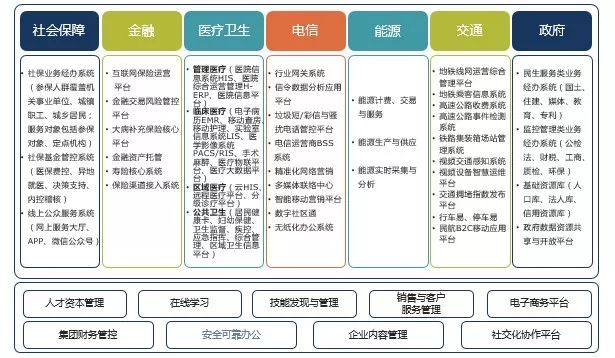 社会保障
社保业务经办系统
（参保人群覆盖机
关事业单位、城镇
职工、城乡居民；
服务对象包括参保
对象、定点机构）
社保基金管控系统
（医保费控、异地
就医、决策支持、
内控稽核）
线上公众服务系统
（网上服务大厅、
APP、微信公众号）
金融
互联网保险运营
平台
金融交易风险管控
平台
大病补充保险核心
平台
金融资产托管
寿险核心系统
保险渠道接入系统
医疗卫生
管理医疗（医院信
息系统HIS、医院
综合运营管理H-
ERP、医院信息平
台）
临床医疗（电子病
历EMR、移动查房、
移动护理、实验室
信息系统LIS、医
学影像系统
PACS/RIS、手术
麻醉、医疗物联平
台、医疗大数据平
台）
区域医疗（云HIS、
远程医疗平台、分
级诊疗平台）
公共卫生（居民健
康卡、妇幼保健、
卫生监督、疾控、
应急指挥、综合管
理、区域卫生信息
平台）
电信
行业网关系统
信令数据分析应用
平台
垃圾短/彩信与骚
扰电话管控平台
电信运营商BSS
系统
精准化网络营销
多媒体联络中心
智能移动营销平台
数字社区通
无纸化办公系统
能源
能源计费、交易
与服务
能源生产与供应
能源实时采集与
分析
交通
地铁线网运营综合
管理平台
地铁乘客信息系统
高速公路收费系统
高速公路事件检测
系统
铁路集装箱场站管
理系统
视频交通感知系统
视频设备智慧运维
平台
交通拥堵指数发布
平台
行车易、停车易
民航B2C移动应用
平台
政府
民生服务类业务
经办系统（国土、
住建、媒体、教
育、专利）
监控管理类业务
经办系统（公检
法、财税、工商、
质检、环保）
基础资源库（人
口库、法人库、
信用资源库）
政府数据资源共
享与开放平台
人才资本管理
在线学习
技能发现与管理
销售与客户
服务管理
电子商务平台
集团财务管控
安全可靠办公
企业内容管理
社交化协作平台